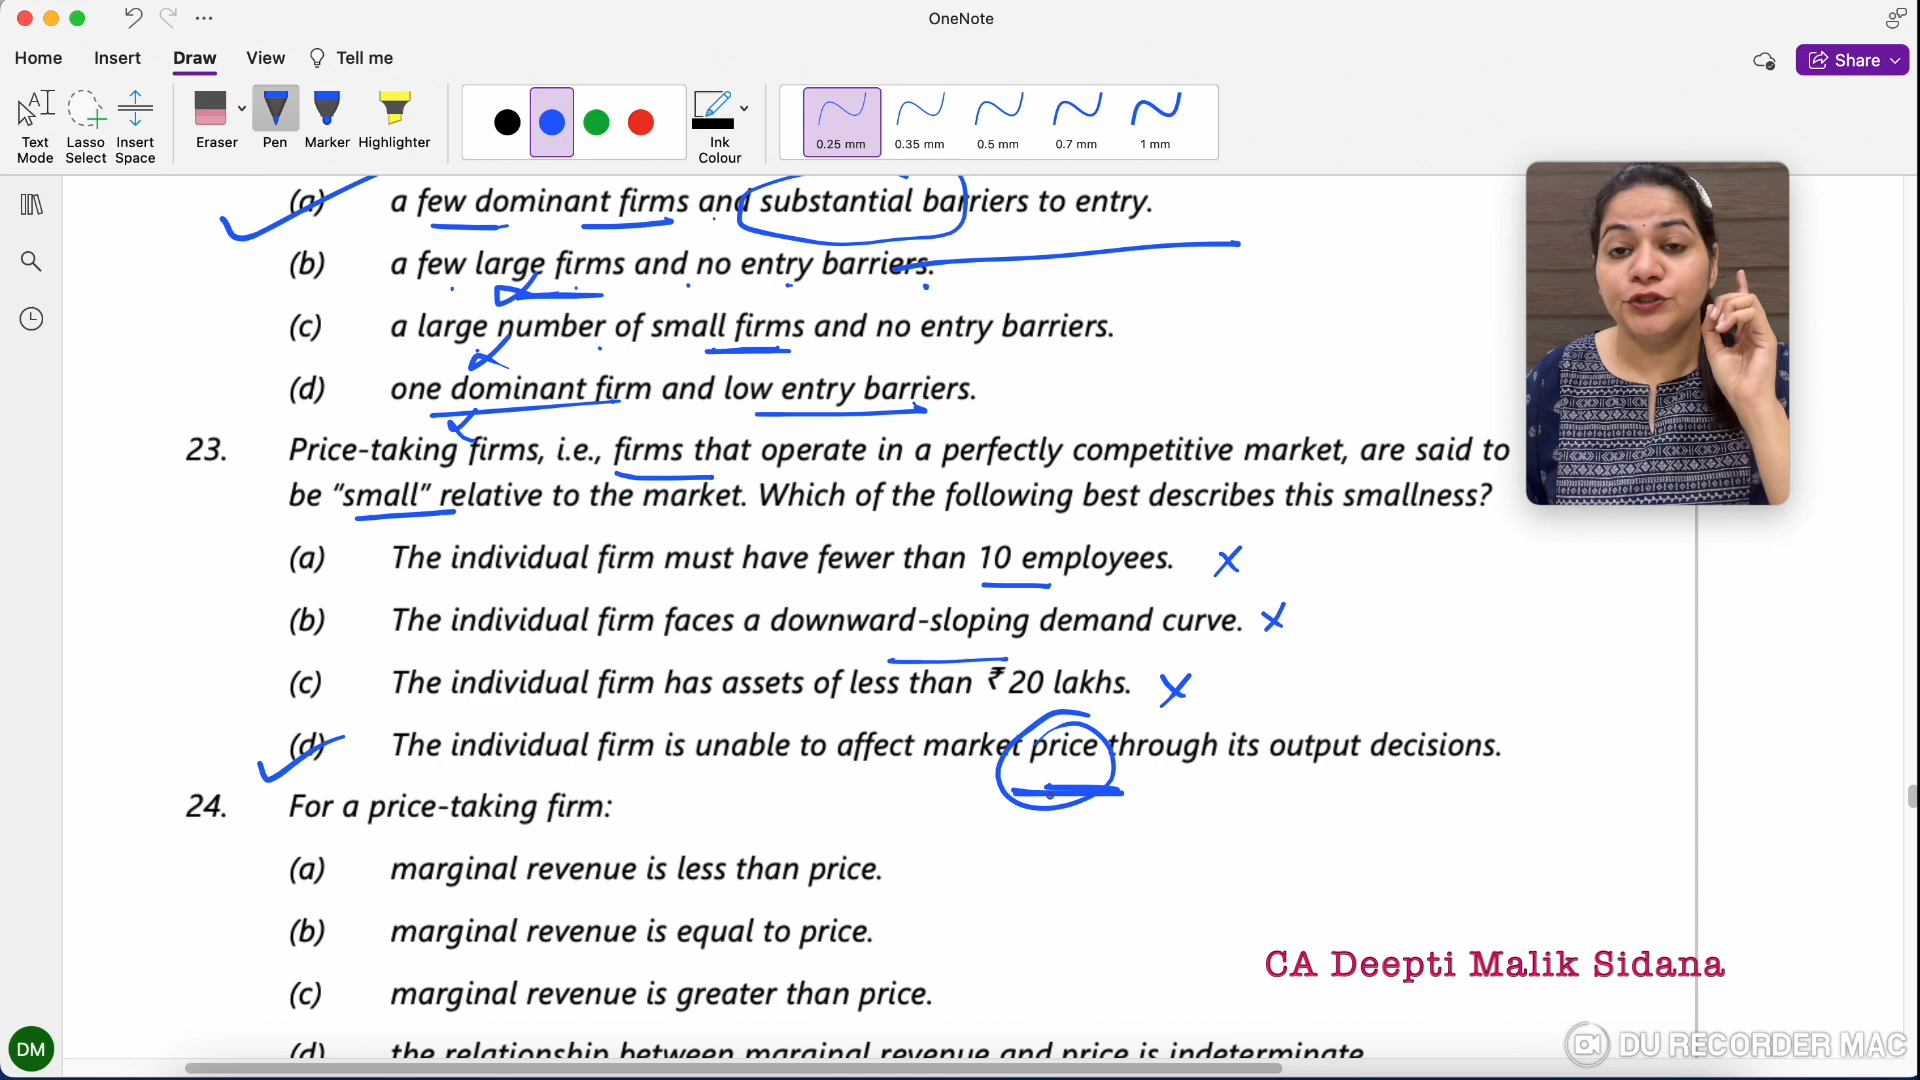 OneNote
Home Insert Draw View Tell me
Share
Text Mode
Lasso Select
Insert Space
Eraser
Pen
Marker
Highlighter
Ink Colour
0.25 mm
0.35 mm
0.5 mm
0.7 mm
1 mm
(a) a few dominant firms and substantial barriers to entry.
(b) a few large firms and no entry barriers.
(c) a large number of small firms and no entry barriers.
(d) one dominant firm and low entry barriers.
23. Price-taking firms, i.e., firms that operate in a perfectly competitive market, are said to
be “small” relative to the market. Which of the following best describes this smallness?
(a) The individual firm must have fewer than 10 employees.
(b) The individual firm faces a downward-sloping demand curve.
(c) The individual firm has assets of less than ₹ 20 lakhs.
(d) The individual firm is unable to affect market price through its output decisions.
24. For a price-taking firm:
(a) marginal revenue is less than price.
(b) marginal revenue is equal to price.
(c) marginal revenue is greater than price.
(d) the relationship between marginal revenue and price is indeterminate.
CA Deepti Malik Sidana
DM
DU RECORDER MAC